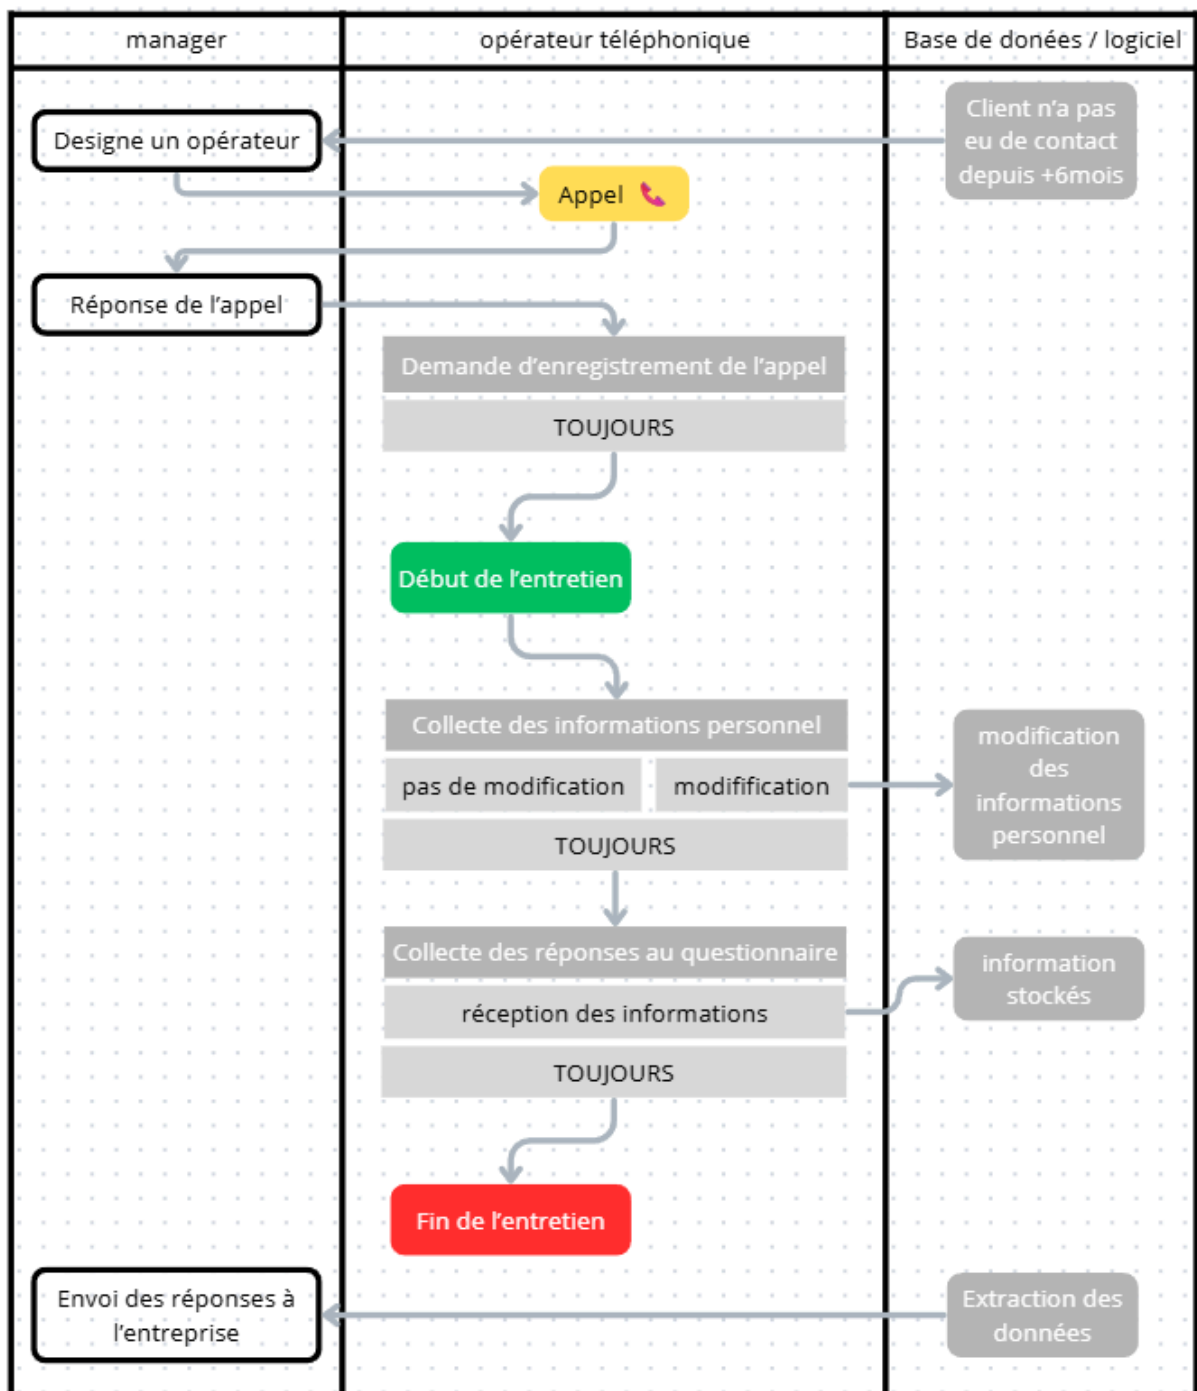 manager
opérateur téléphonique
Base de donées / logiciel
Client n'a pas
eu de contact
depuis +6mois
Designe un opérateur
Appel
Réponse de l'appel
Demande d'enregistrement de l'appel
TOUJOURS
Début de l'entretien
Collecte des informations personnel
pas de modification
modifification
TOUJOURS
modification
des
informations
personnel
Collecte des réponses au questionnaire
réception des informations
TOUJOURS
information
stockés
Fin de l'entretien
Envoi des réponses à
l'entreprise
Extraction des
données